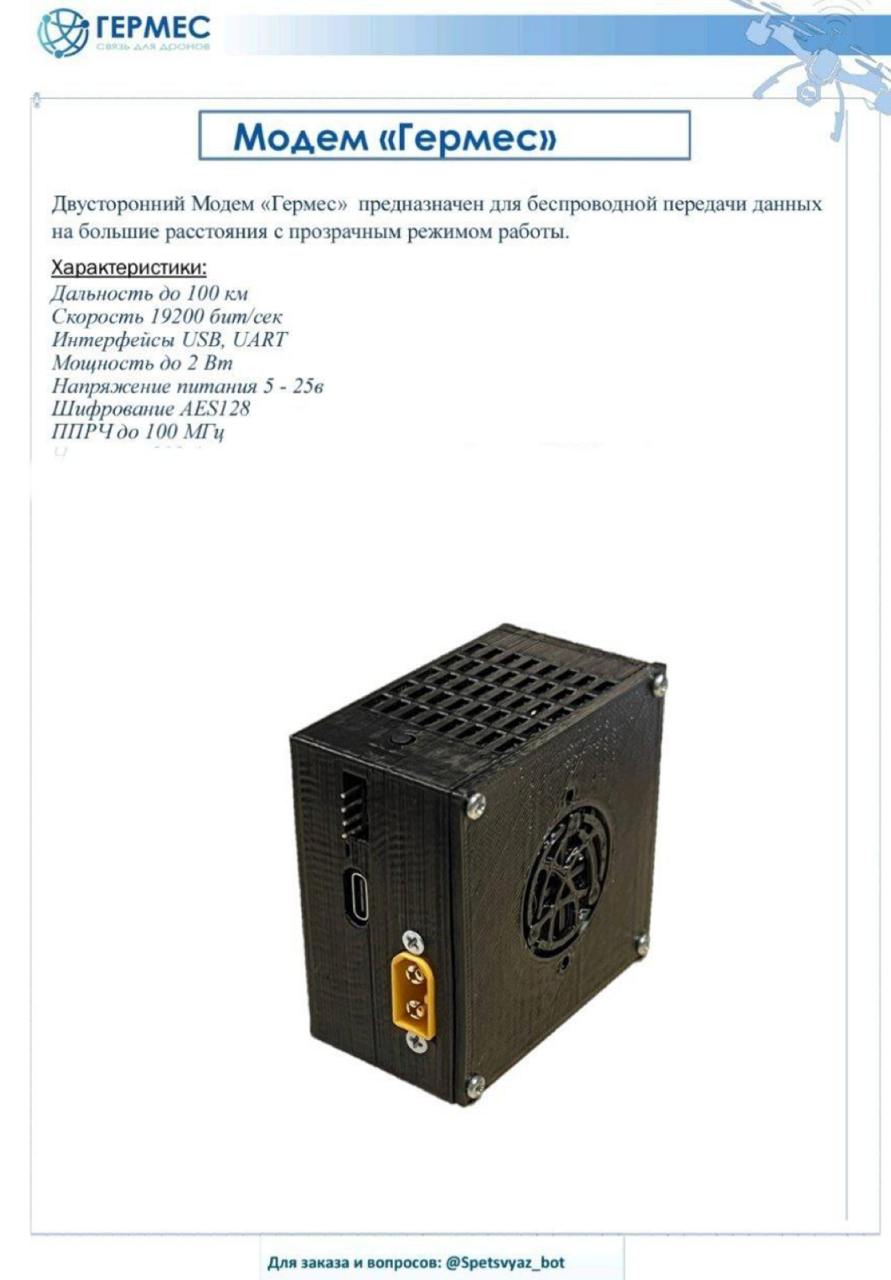 ГЕРМЕС
СВЯЗЬ ДЛЯ ДРОНОВ
Модем «Гермес»
Двусторонний Модем «Гермес» предназначен для беспроводной передачи данных
на большие расстояния с прозрачным режимом работы.
Характеристики:
Дальность до 100 км
Скорость 19200 бит/сек
Интерфейсы USB, UART
Мощность до 2 Вт
Напряжение питания 5 - 25в
Шифрование AES128
ППРЧ до 100 МГц
Для заказа и вопросов: @Spetsvyaz_bot